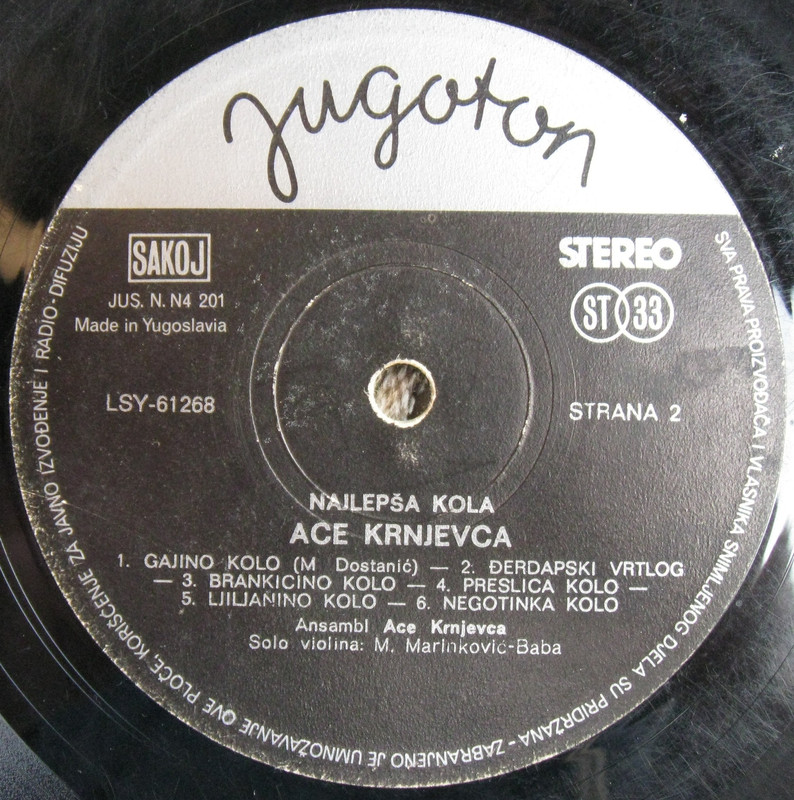 jugoton
SAKOJ
JUS. N. N4 201
Made in Yugoslavia
STEREO
ST 33
LSY-61268
STRANA 2
NAJLEPŠA KOLA
ACE KRNJEVCA
1. GAJINO KOLO (M Dostanić) — 2. ĐERDAPSKI VRTLOG
— 3. BRANKICINO KOLO — 4. PRESLICA KOLO —
5. LJILJANINO KOLO — 6. NEGOTINKA KOLO
Ansambl Ace Krnjevca
Solo violina: M. Marinković-Baba
SVA PRAVA PROIZVOĐAČA I VLASNIKA SNIMLJENOG DJELA SU PRIDRŽANA - ZABRANJENO JE UMNOŽAVANJE OVE PLOČE, KORIŠĆENJE ZA JAVNO IZVOĐENJE I RADIO-DIFUZIJU